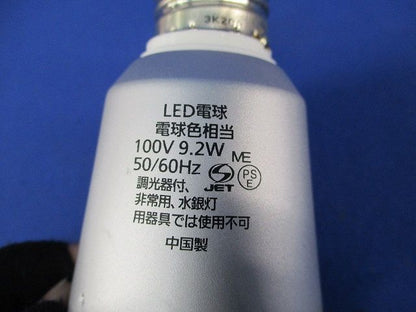 3K20
LED電球
電球色相当
100V 9.2W
50/60Hz
ME
JET
PS
E
調光器付、
非常用、水銀灯
用器具では使用不可
中国製